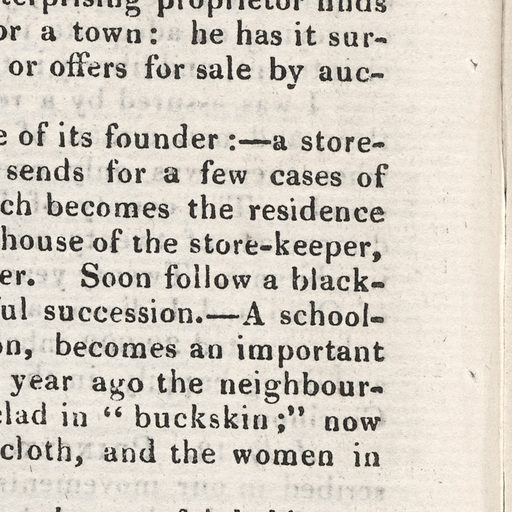 terprising proprietor finds
or a town: he has it sur-
or offers for sale by auc-
e of its founder:—a store-
sends for a few cases of
ch becomes the residence
house of the store-keeper,
er. Soon follow a black-
ful succession.—A school-
on, becomes an important
year ago the neighbour-
clad in “ buckskin;” now
cloth, and the women in